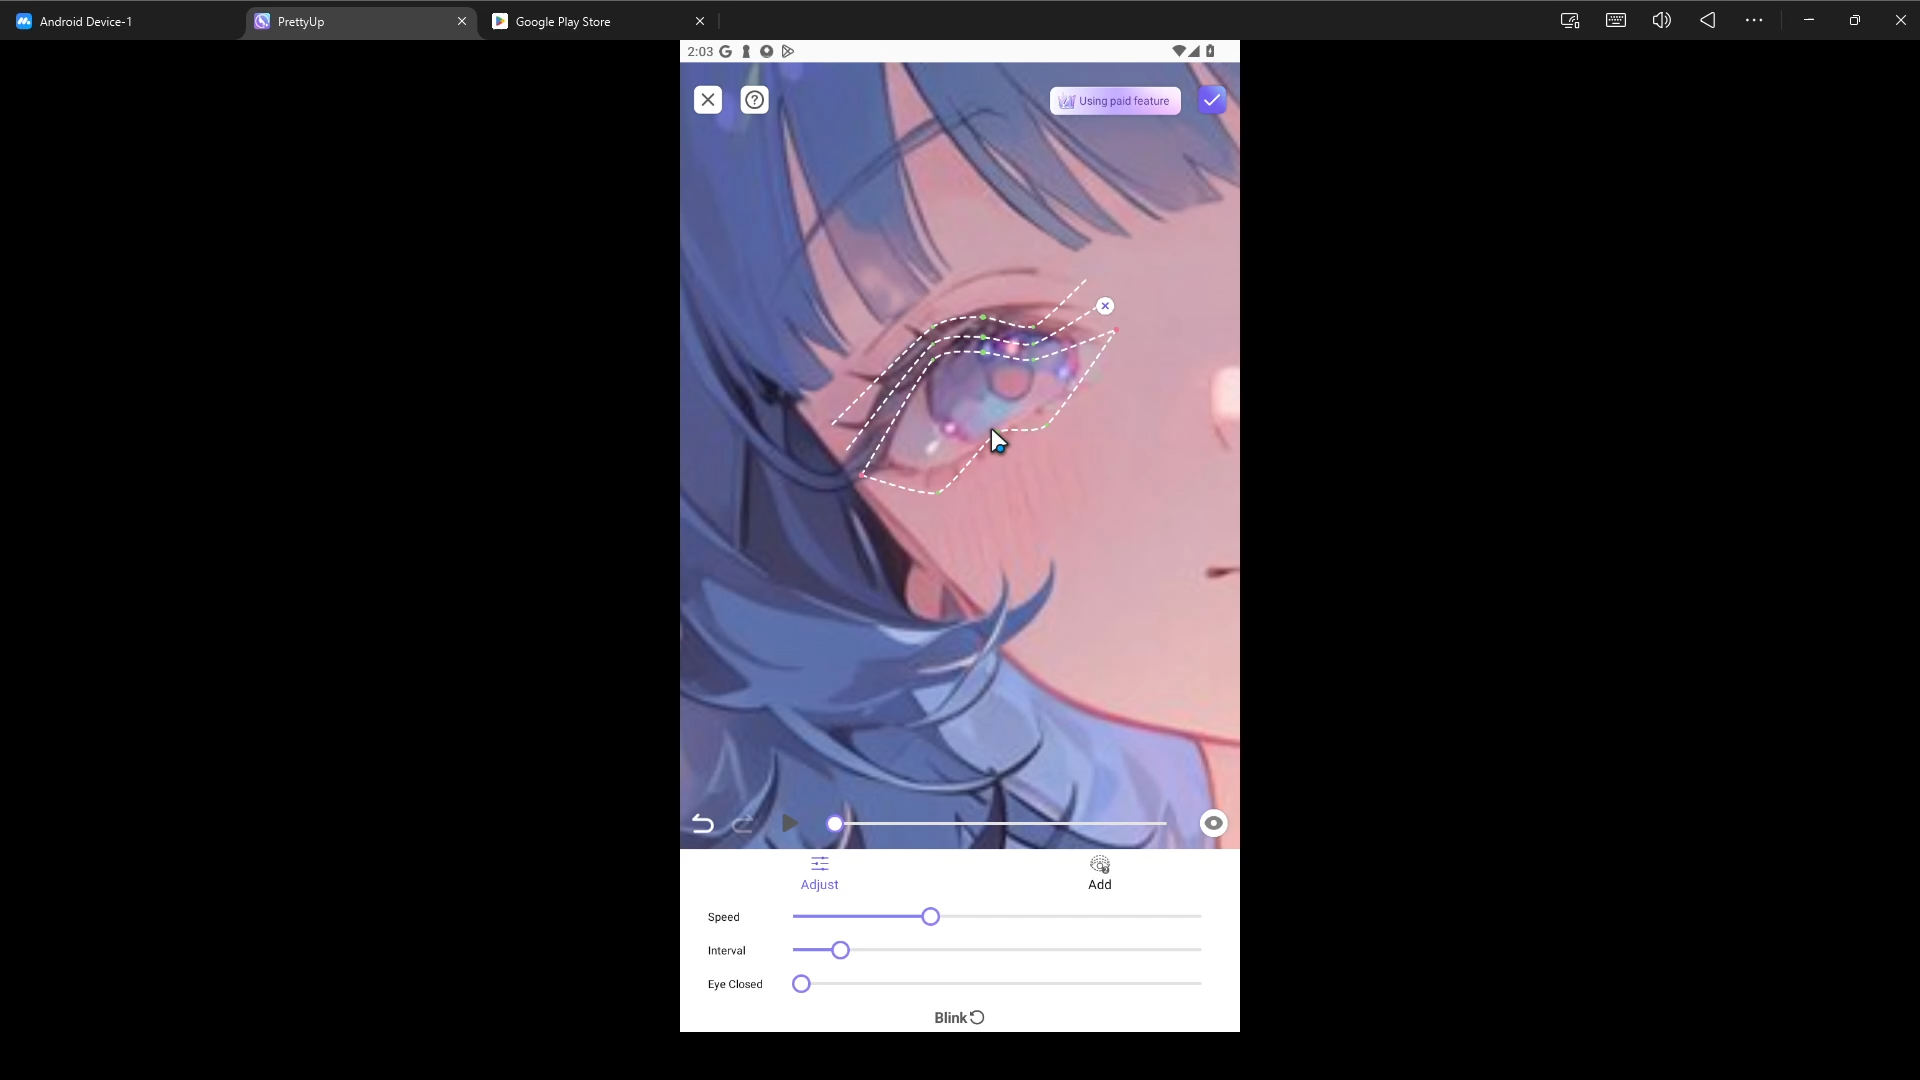 Android Device-1
PrettyUp
Google Play Store
2:03
Using paid feature
Adjust
Add
Speed
Interval
Eye Closed
Blink